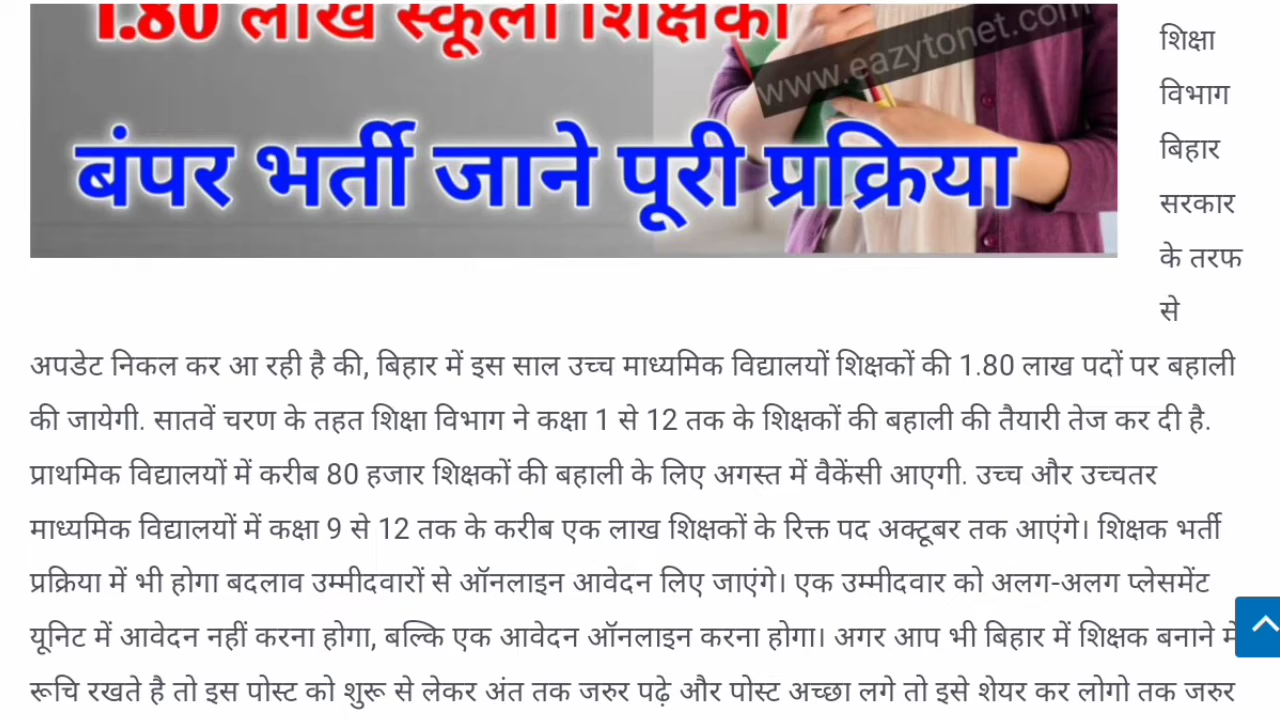 1.80 लाख स्कूली शिक्षकों
www.eazytonet.com
बंपर भर्ती जाने पूरी प्रक्रिया
शिक्षा
विभाग
बिहार
सरकार
के तरफ
से
अपडेट निकल कर आ रही है की, बिहार में इस साल उच्च माध्यमिक विद्यालयों शिक्षकों की 1.80 लाख पदों पर बहाली
की जायेगी. सातवें चरण के तहत शिक्षा विभाग ने कक्षा 1 से 12 तक के शिक्षकों की बहाली की तैयारी तेज कर दी है.
प्राथमिक विद्यालयों में करीब 80 हजार शिक्षकों की बहाली के लिए अगस्त में वैकेंसी आएगी. उच्च और उच्चतर
माध्यमिक विद्यालयों में कक्षा 9 से 12 तक के करीब एक लाख शिक्षकों के रिक्त पद अक्टूबर तक आएंगे। शिक्षक भर्ती
प्रक्रिया में भी होगा बदलाव उम्मीदवारों से ऑनलाइन आवेदन लिए जाएंगे। एक उम्मीदवार को अलग-अलग प्लेसमेंट
यूनिट में आवेदन नहीं करना होगा, बल्कि एक आवेदन ऑनलाइन करना होगा। अगर आप भी बिहार में शिक्षक बनाने में
रूचि रखते है तो इस पोस्ट को शुरू से लेकर अंत तक जरुर पढ़े और पोस्ट अच्छा लगे तो इसे शेयर कर लोगो तक जरुर